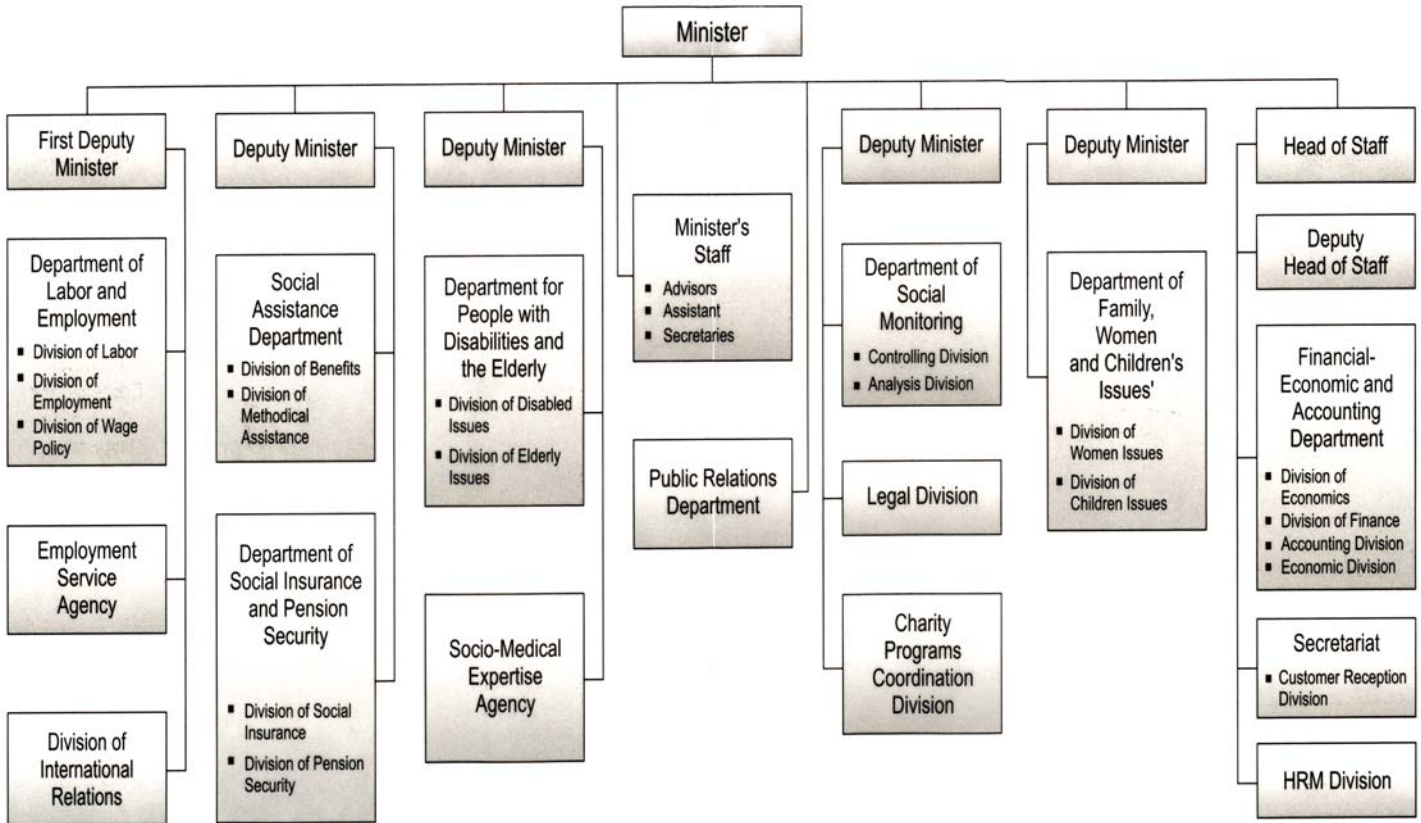 Minister
First Deputy
Minister
Department of
Labor and
Employment
▪ Division of Labor
▪ Division of
Employment
▪ Division of Wage
Policy
Employment
Service
Agency
Division of
International
Relations
Deputy Minister
Social
Assistance
Department
▪ Division of Benefits
▪ Division of
Methodical
Assistance
Department of
Social Insurance
and Pension
Security
▪ Division of Social
Insurance
▪ Division of Pension
Security
Deputy Minister
Department for
People with
Disabilities and
the Elderly
▪ Division of Disabled
Issues
▪ Division of Elderly
Issues
Socio-Medical
Expertise
Agency
Minister's
Staff
▪ Advisors
▪ Assistant
▪ Secretaries
Public Relations
Department
Deputy Minister
Department of
Social
Monitoring
▪ Controlling Division
▪ Analysis Division
Legal Division
Charity
Programs
Coordination
Division
Deputy Minister
Department of
Family,
Women
and Children's
Issues'
▪ Division of
Women Issues
▪ Division of
Children Issues
Head of Staff
Deputy
Head of Staff
Financial-
Economic and
Accounting
Department
▪ Division of
Economics
▪ Division of Finance
▪ Accounting Division
▪ Economic Division
Secretariat
▪ Customer Reception
Division
HRM Division